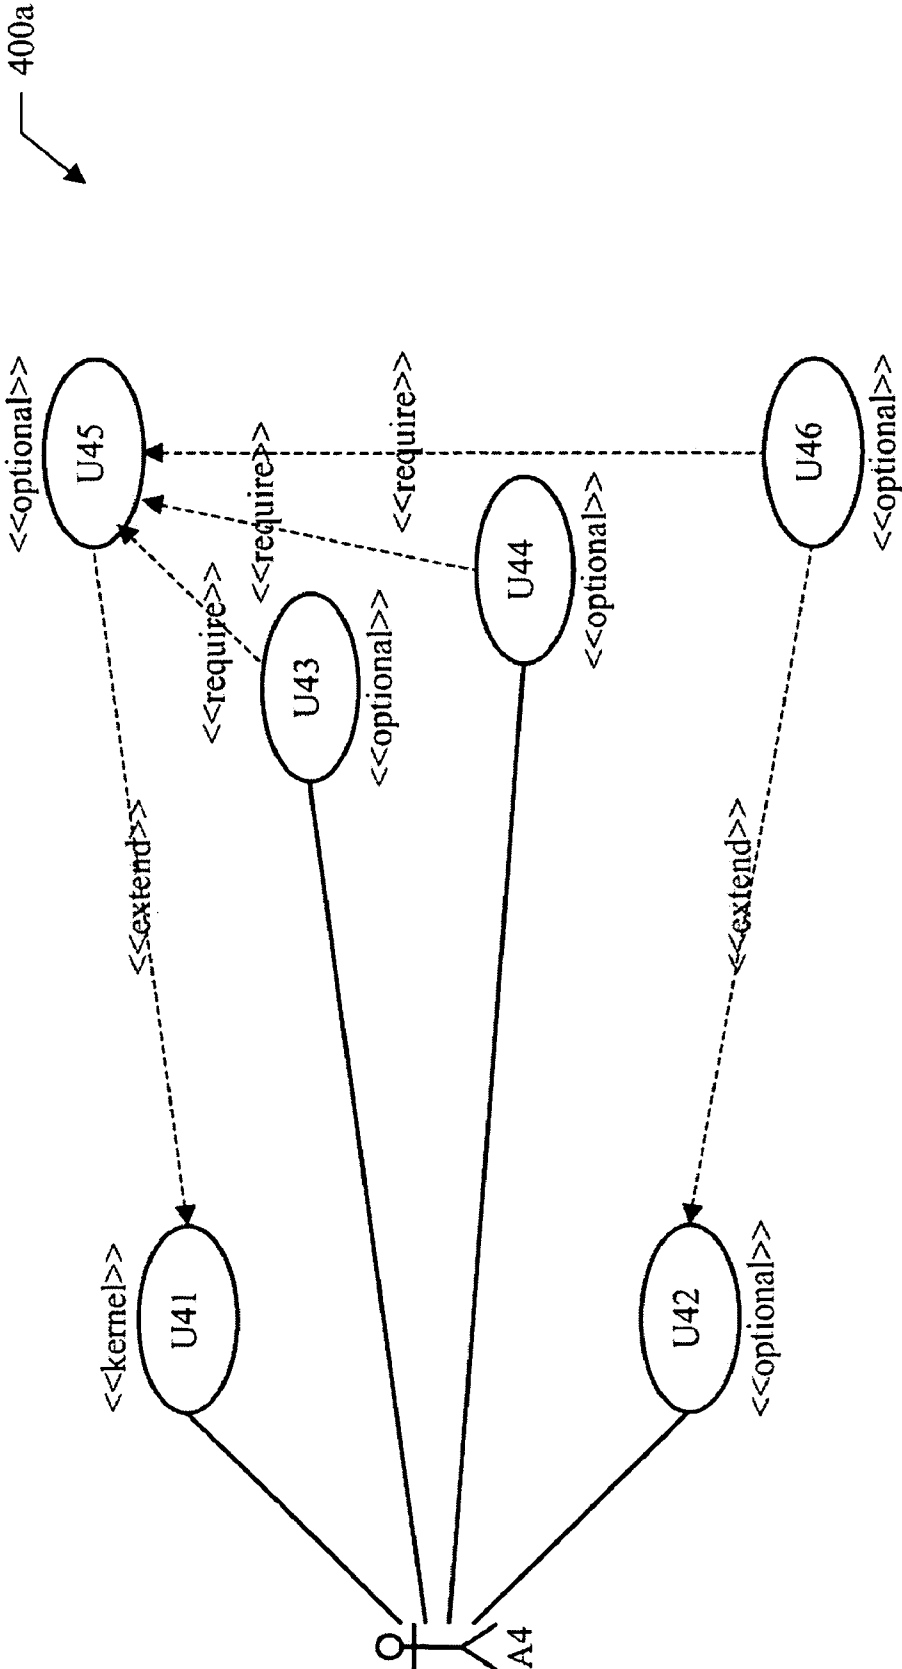 400a
<<optional>>
U45
<<require>>
<<require>>
<<require>>
<<extend>>
U43
<<optional>>
U44
<<optional>>
U46
<<optional>>
<<extend>>
<<kernel>>
U41
U42
<<optional>>
A4